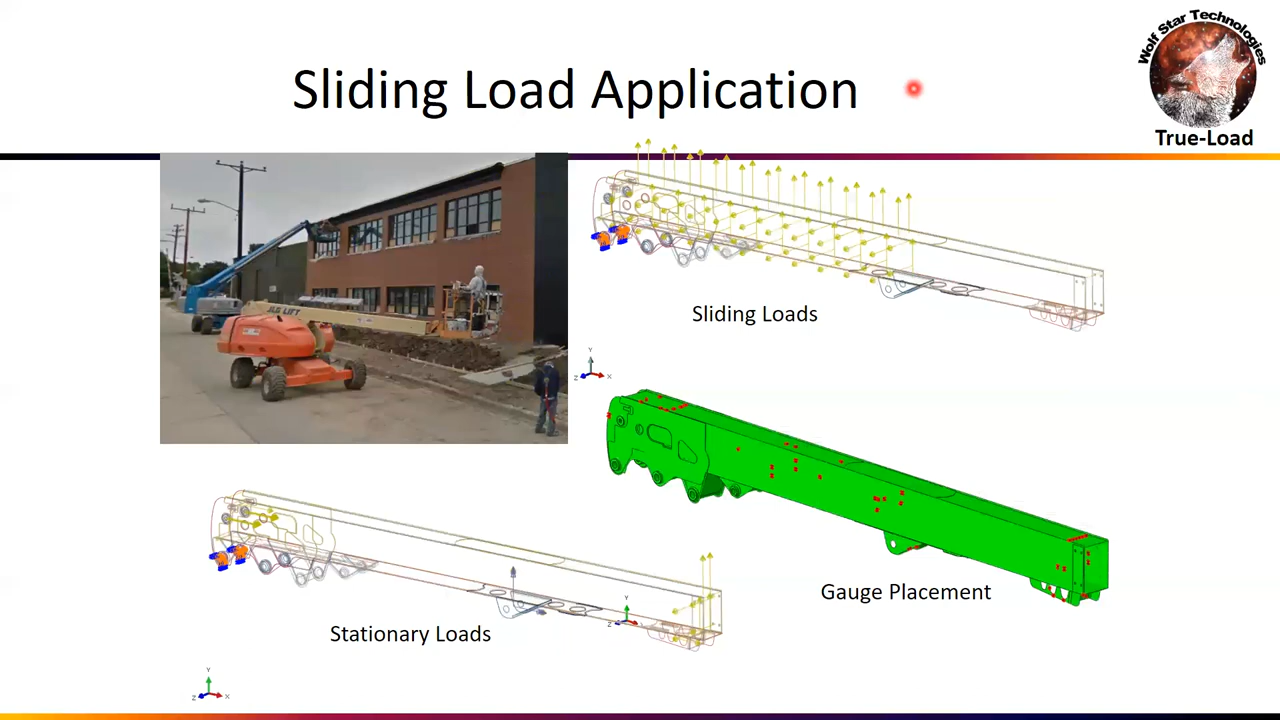 Sliding Load Application
Wolf Star Technologies
True-Load
JLG LIFT
Sliding Loads
Y
Z
X
Gauge Placement
Y
Stationary Loads
Y
Z
X